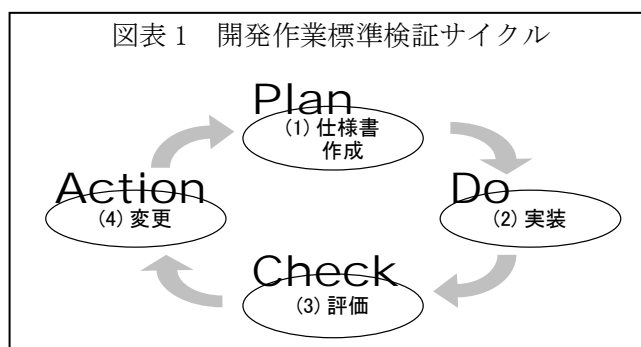 図表1　開発作業標準検証サイクル
Plan
(1) 仕様書
作成
Do
(2) 実装
Check
(3) 評価
Action
(4) 変更